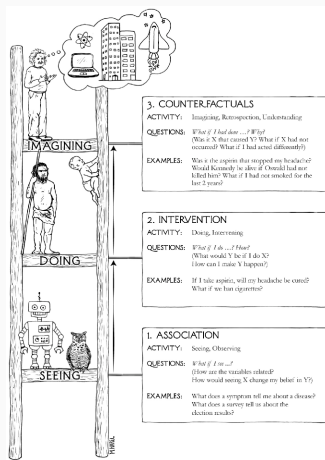 IMAGINING
DOING
SEEING
3. COUNTERFACTUALS
ACTIVITY: Imagining, Retrospection, Understanding
QUESTIONS: What if I had done ...? Why?
(Was it X that caused Y? What if X had not
occurred? What if I had acted differently?)
EXAMPLES: Was it the aspirin that stopped my headache?
Would Kennedy be alive if Oswald had not
killed him? What if I had not smoked for the
last 2 years?
2. INTERVENTION
ACTIVITY: Doing, Intervening
QUESTIONS: What if I do ...? How?
(What would Y be if I do X?
How can I make Y happen?)
EXAMPLES: If I take aspirin, will my headache be cured?
What if we ban cigarettes?
1. ASSOCIATION
ACTIVITY: Seeing, Observing
QUESTIONS: What if I see ...?
(How are the variables related?
How would seeing X change my belief in Y?)
EXAMPLES: What does a symptom tell me about a disease?
What does a survey tell us about the
election results?